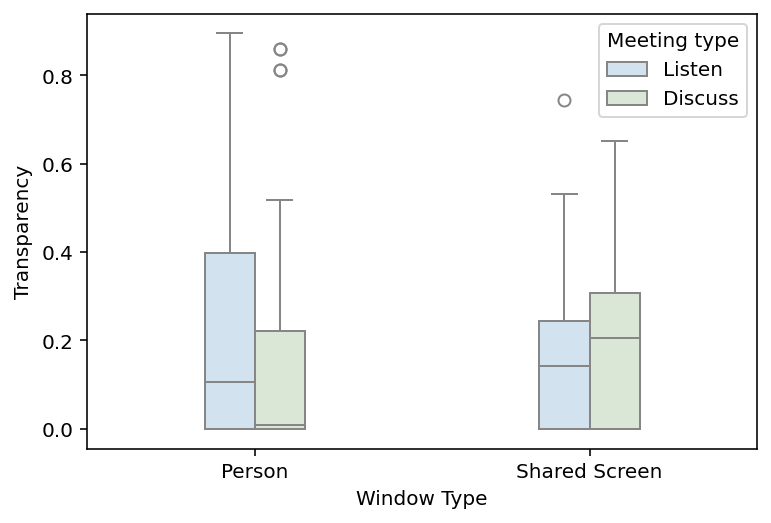 Meeting type
Listen
Discuss
Transparency
0.8
0.6
0.4
0.2
0.0
Person
Shared Screen
Window Type